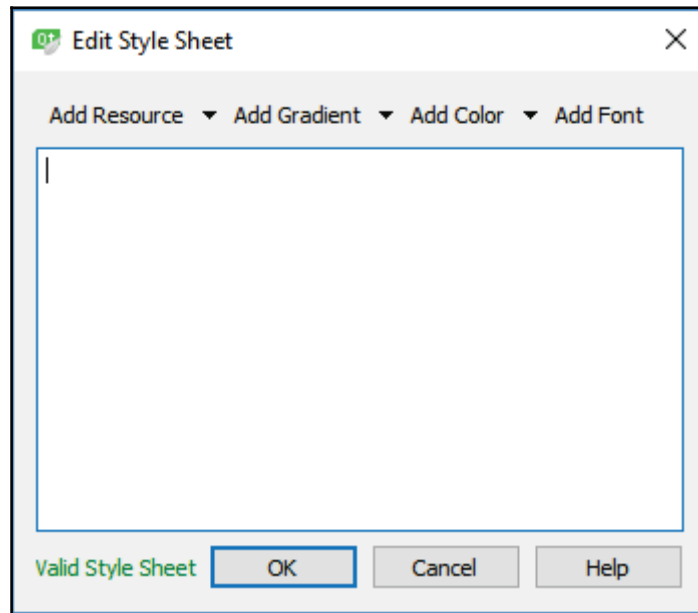 Edit Style Sheet
Add Resource Add Gradient Add Color Add Font
Valid Style Sheet OK Cancel Help